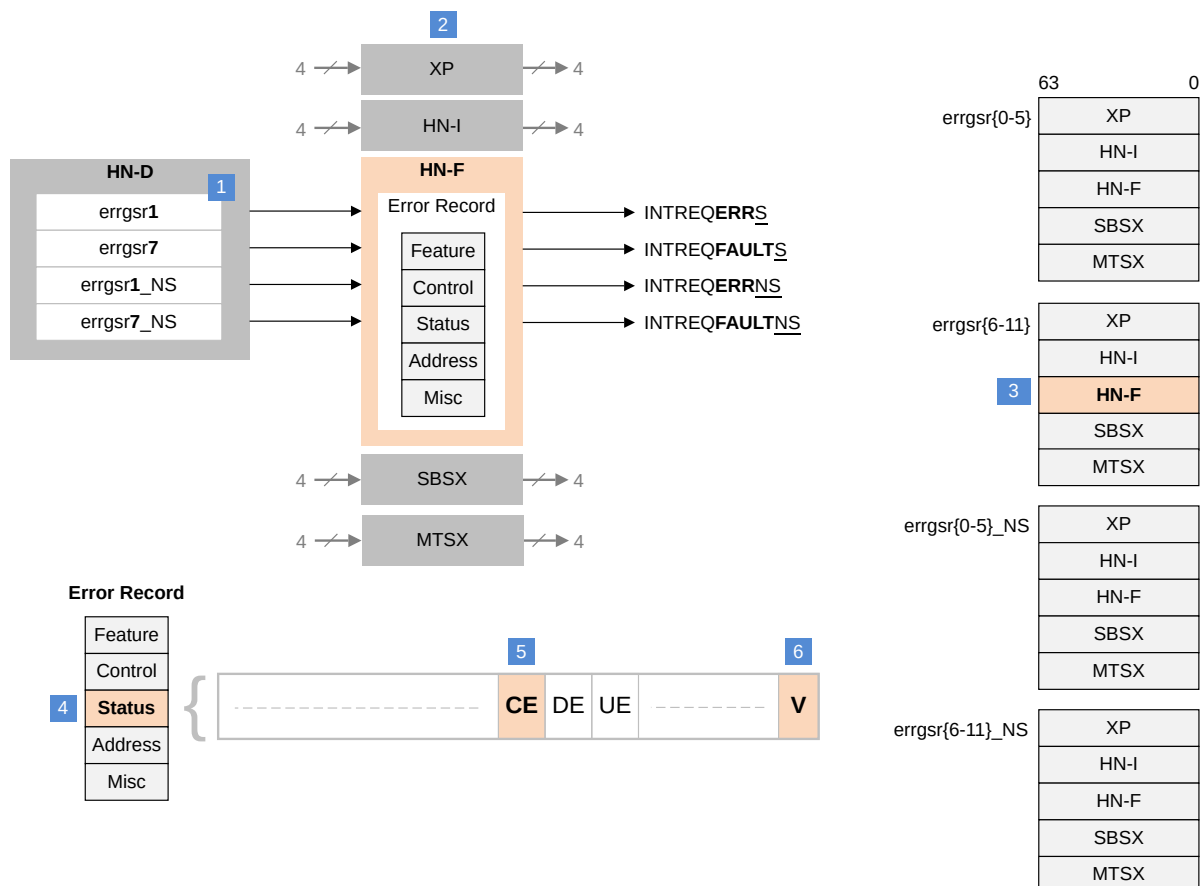 2
XP
4
4
HN-I
4
4
HN-D
1
errgsr1
errgsr7
errgsr1_NS
errgsr7_NS
HN-F
Error Record
Feature
Control
Status
Address
Misc
INTREQERRS
INTREQFAULTS
INTREQERRNS
INTREQFAULTNS
4
SBSX
4
4
MTSX
4
Error Record
Feature
Control
4
Status
Address
Misc
{
5
6
CE DE UE V
63 0
errgsr{0-5}
XP
HN-I
HN-F
SBSX
MTSX
errgsr{6-11}
XP
HN-I
3
HN-F
SBSX
MTSX
errgsr{0-5}_NS
XP
HN-I
HN-F
SBSX
MTSX
errgsr{6-11}_NS
XP
HN-I
HN-F
SBSX
MTSX